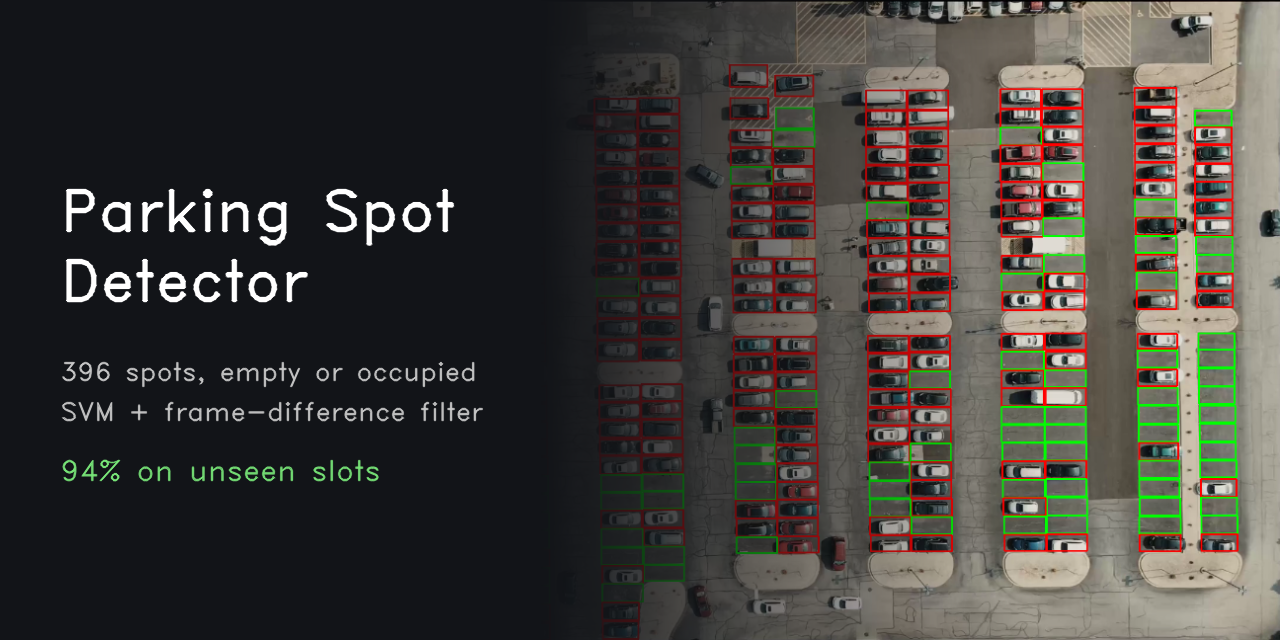 Parking Spot
Detector
396 spots, empty or occupied
SVM + frame-difference filter
94% on unseen slots